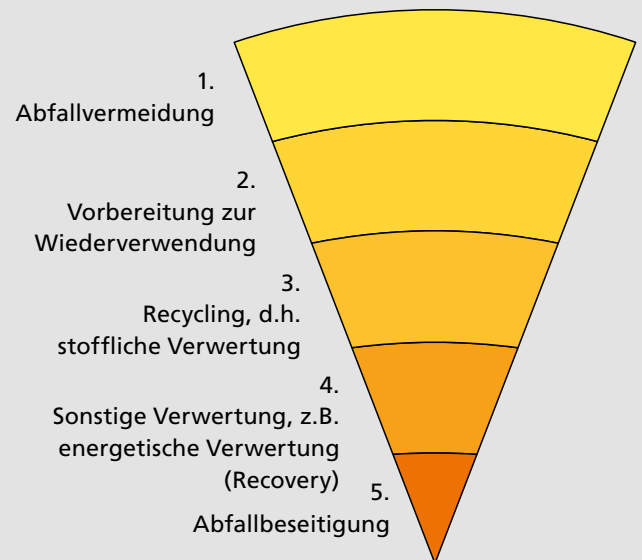 1.
Abfallvermeidung
2.
Vorbereitung zur
Wiederverwendung
3.
Recycling, d.h.
stoffliche Verwertung
4.
Sonstige Verwertung, z.B.
energetische Verwertung
(Recovery)
5.
Abfallbeseitigung